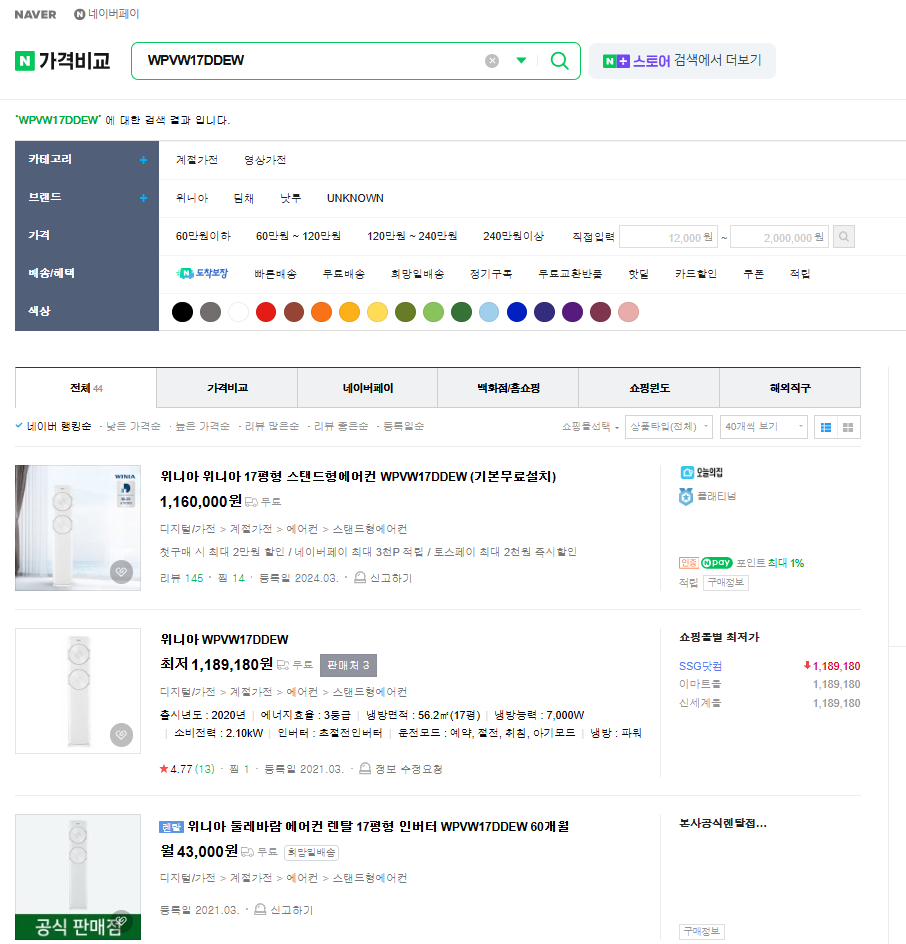 NAVER N 네이버페이
N 가격비교 WPVW17DDEW N+ 스토어 검색에서 더보기
'WPVW17DDEW' 에 대한 검색 결과 입니다.
카테고리 + 계절가전 영상가전
브랜드 + 위니아 딤채 낫투 UNKNOWN
가격 60만원이하 60만원 ~ 120만원 120만원 ~ 240만원 240만원이상 직접입력 12,000 원 ~ 2,000,000 원
배송/혜택 N 도착보장 빠른배송 무료배송 희망일배송 정기구독 무료교환반품 핫딜 카드할인 쿠폰 적립
색상
전체 44 가격비교 네이버페이 백화점/홈쇼핑 쇼핑윈도 해외직구
네이버 랭킹순 · 낮은 가격순 · 높은 가격순 · 리뷰 많은순 · 리뷰 좋은순 · 등록일순 쇼핑몰선택 상품타입(전체) 40개씩 보기
WINIA
위니아 위니아 17평형 스탠드형에어컨 WPVW17DDEW (기본무료설치)
1,160,000원 무료
디지털/가전 > 계절가전 > 에어컨 > 스탠드형에어컨
첫구매 시 최대 2만원 할인 / 네이버페이 최대 3천P 적립 / 토스페이 최대 2천원 즉시할인
리뷰 145 · 찜 14 · 등록일 2024.03. · 신고하기
오늘의집
플래티넘
인증 N pay 포인트 최대 1%
적립 구매정보
위니아 WPVW17DDEW
최저 1,189,180원 무료 판매처 3
디지털/가전 > 계절가전 > 에어컨 > 스탠드형에어컨
출시년도 : 2020년 | 에너지효율 : 3등급 | 냉방면적 : 56.2㎡(17평) | 냉방능력 : 7,000W
| 소비전력 : 2.10kW | 인버터 : 초절전인버터 | 운전모드 : 예약, 절전, 취침, 아기모드 | 냉방 : 파워
★ 4.77 (13) · 찜 1 · 등록일 2021.03. · 정보 수정요청
쇼핑몰별 최저가
SSG닷컴 1,189,180
이마트몰 1,189,180
신세계몰 1,189,180
공식 판매점
렌탈 위니아 둘레바람 에어컨 렌탈 17평형 인버터 WPVW17DDEW 60개월
월 43,000원 무료 희망일배송
디지털/가전 > 계절가전 > 에어컨 > 스탠드형에어컨
등록일 2021.03. · 신고하기
본사공식렌탈접...
구매정보